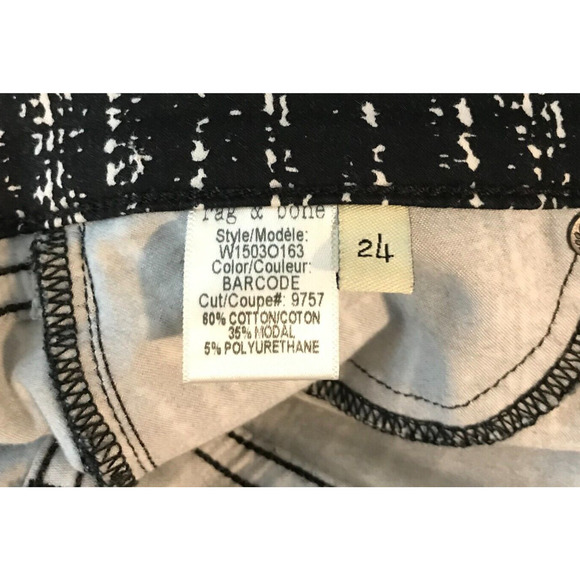 rag & bone
Style/Modèle:
W1503O163
Color/Couleur:
BARCODE
Cut/Coupe#: 9757
60% COTTON/COTON
35% MODAL
5% POLYURETHANE
24